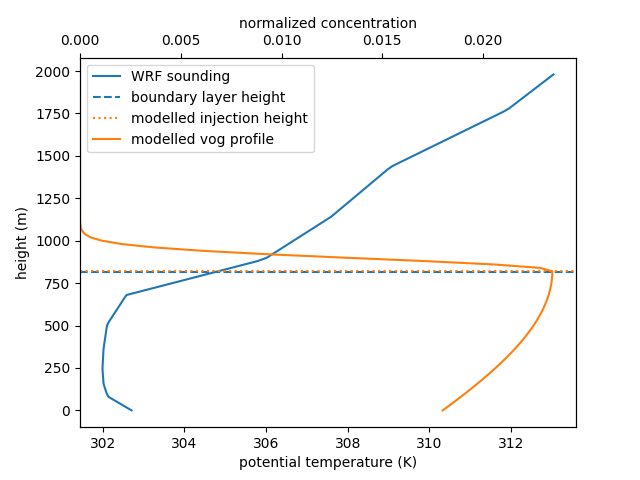 normalized concentration
0.000 0.005 0.010 0.015 0.020
WRF sounding
boundary layer height
modelled injection height
modelled vog profile
2000
1750
1500
1250
1000
750
500
250
0
height (m)
302 304 306 308 310 312
potential temperature (K)